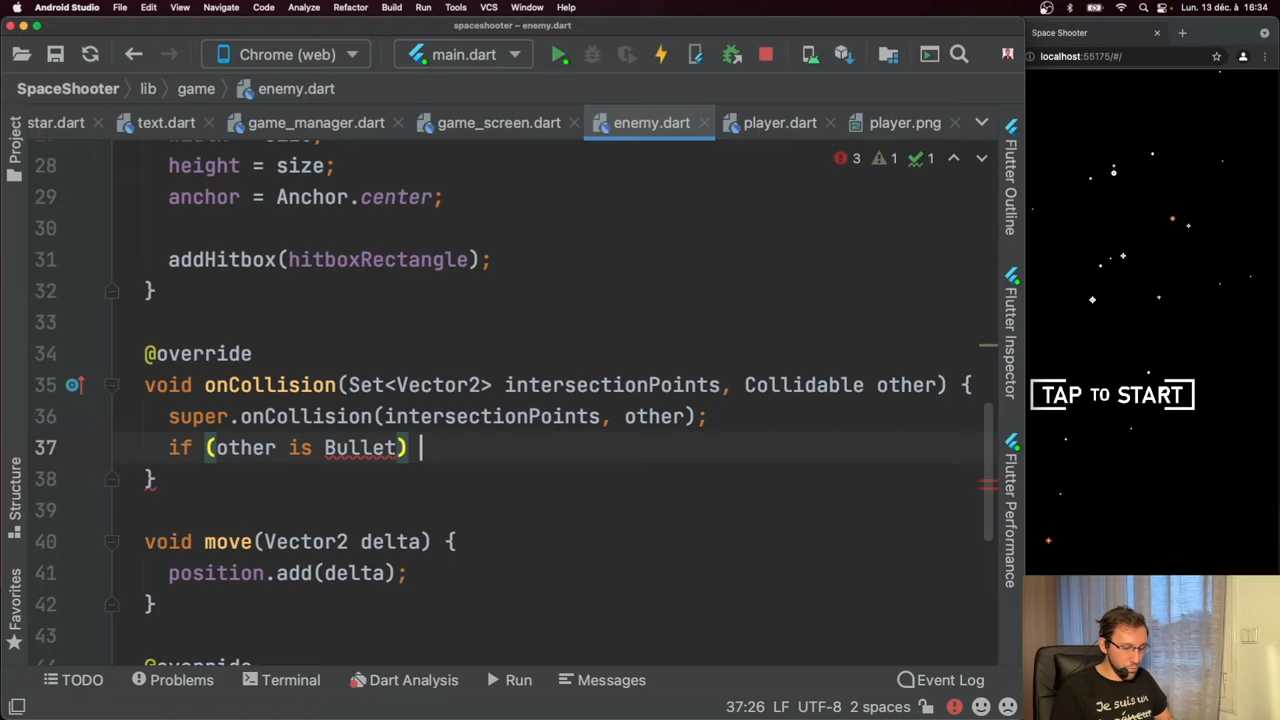 Android Studio File Edit View Navigate Code Analyze Refactor Build Run Tools VCS Window Help Lun. 13 déc. à 16:34
spaceshooter – enemy.dart
Chrome (web) main.dart
SpaceShooter lib game enemy.dart
star.dart text.dart game_manager.dart game_screen.dart enemy.dart player.dart player.png
3 1 1
28 height = size;
29 anchor = Anchor.center;
30
31 addHitbox(hitboxRectangle);
32 }
33
34 @override
35 void onCollision(Set<Vector2> intersectionPoints, Collidable other) {
36 super.onCollision(intersectionPoints, other);
37 if (other is Bullet)
38 }
39
40 void move(Vector2 delta) {
41 position.add(delta);
42 }
43
Project
Structure
Favorites
Flutter Outline
Flutter Inspector
Flutter Performance
TODO Problems Terminal Dart Analysis Run Messages Event Log
37:26 LF UTF-8 2 spaces
Space Shooter
localhost:55175/#/
TAP TO START
Je suis un